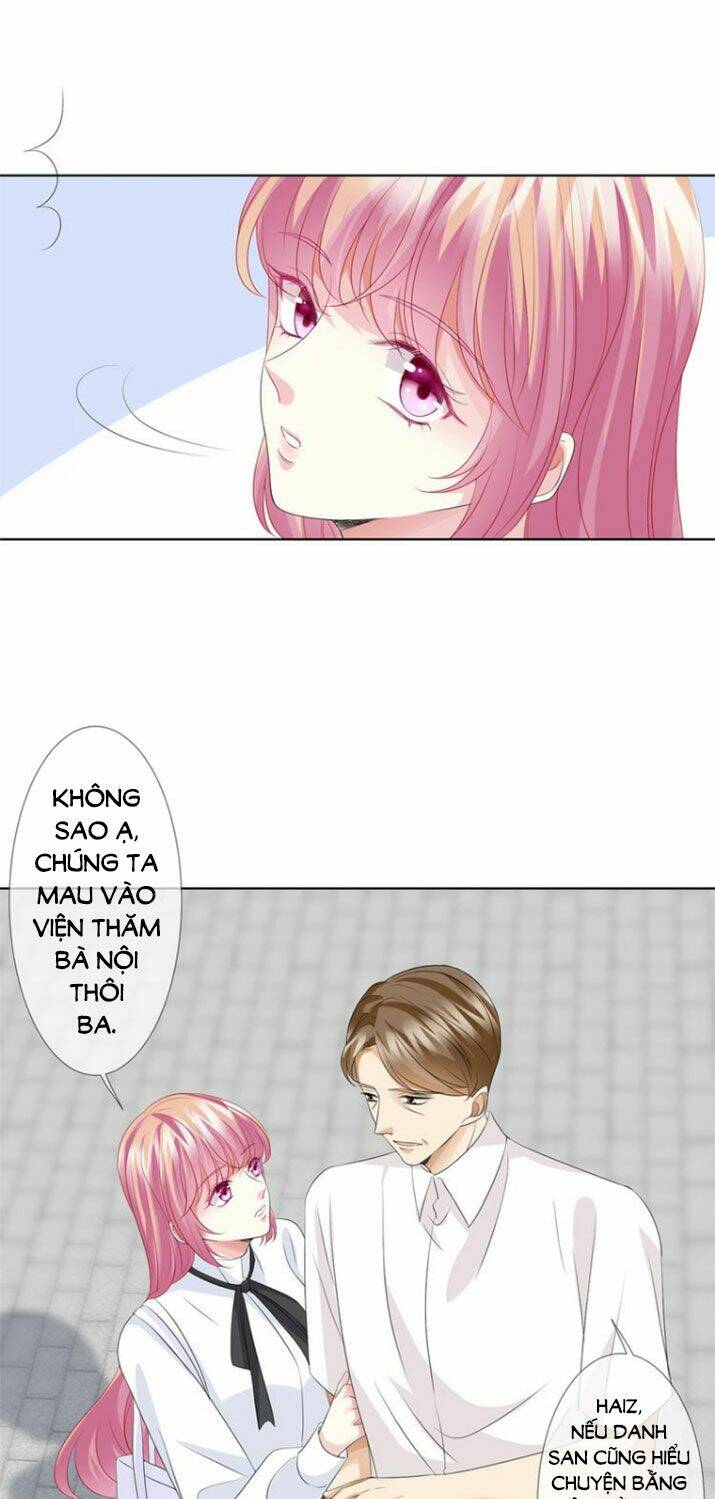 KHÔNG
SAO Ạ,
CHÚNG TA
MAU VÀO
VIỆN THĂM
BÀ NỘI
THÔI
BA.
HAIZ,
NẾU DANH
SAN CŨNG HIỂU
CHUYỆN BẰNG